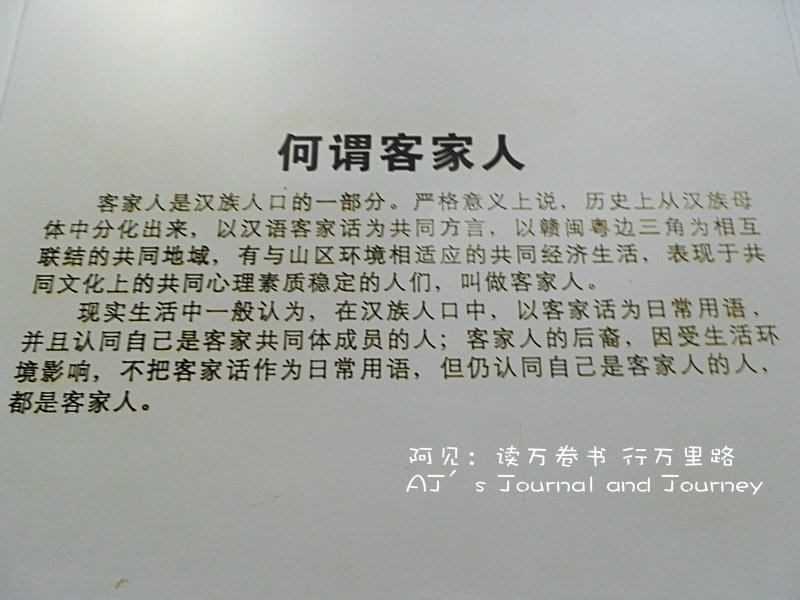 何谓客家人
客家人是汉族人口的一部分。严格意义上说，历史上从汉族母
体中分化出来，以汉语客家话为共同方言，以赣闽粤边三角为相互
联结的共同地域，有与山区环境相适应的共同经济生活，表现于共
同文化上的共同心理素质稳定的人们，叫做客家人。
现实生活中一般认为，在汉族人口中，以客家话为日常用语，
并且认同自己是客家共同体成员的人；客家人的后裔，因受生活环
境影响，不把客家话作为日常用语，但仍认同自己是客家人的人，
都是客家人。
阿见：读万卷书 行万里路
AJ's Journal and Journey